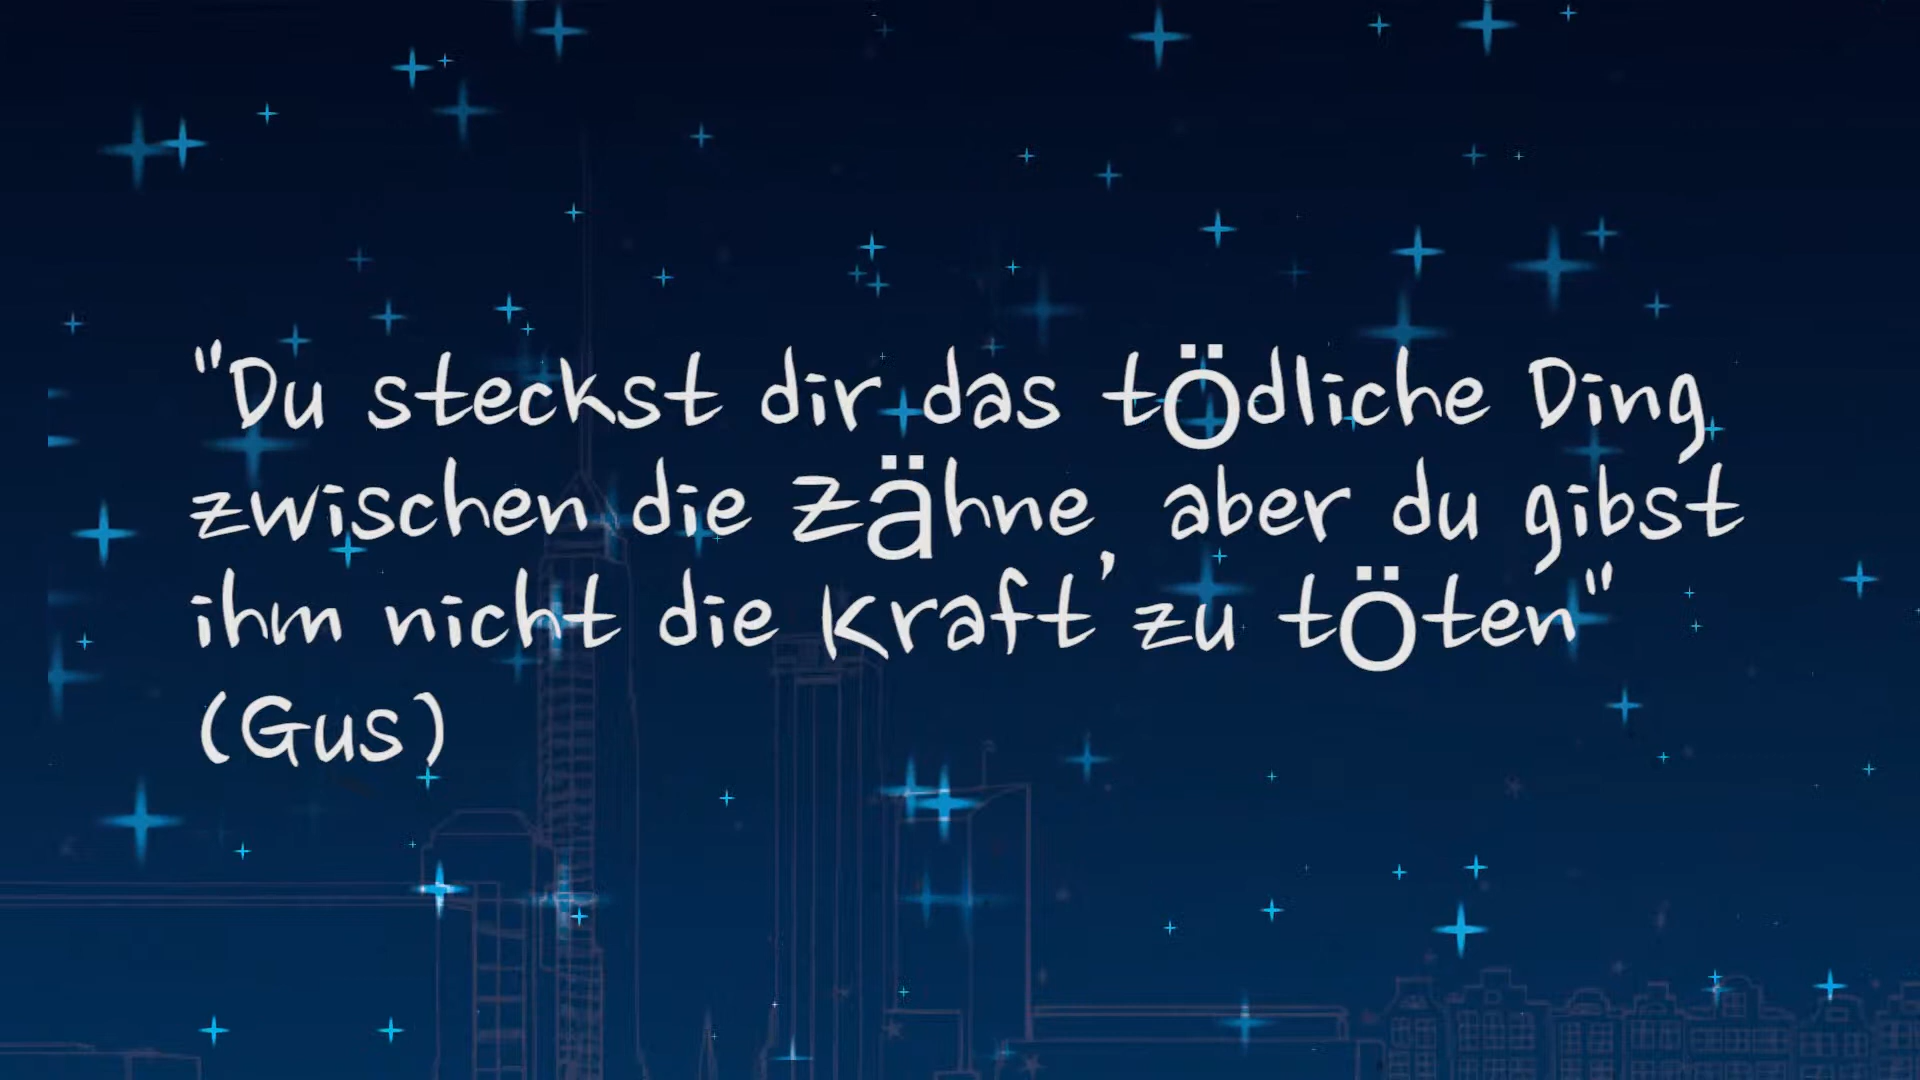 "Du steckst dir das tödliche Ding
zwischen die Zähne, aber du gibst
ihm nicht die Kraft zu töten"
(Gus)